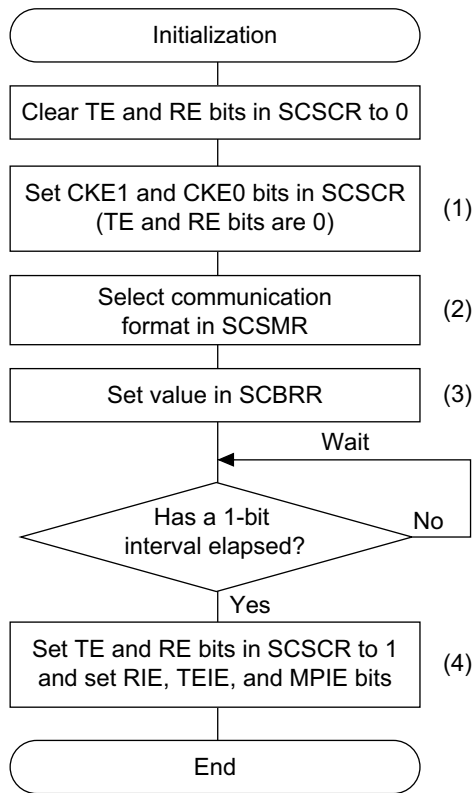 Initialization
Clear TE and RE bits in SCSCR to 0
Set CKE1 and CKE0 bits in SCSCR
(TE and RE bits are 0)
(1)
Select communication
format in SCSMR
(2)
Set value in SCBRR
(3)
Wait
Has a 1-bit
interval elapsed?
No
Yes
Set TE and RE bits in SCSCR to 1
and set RIE, TEIE, and MPIE bits
(4)
End